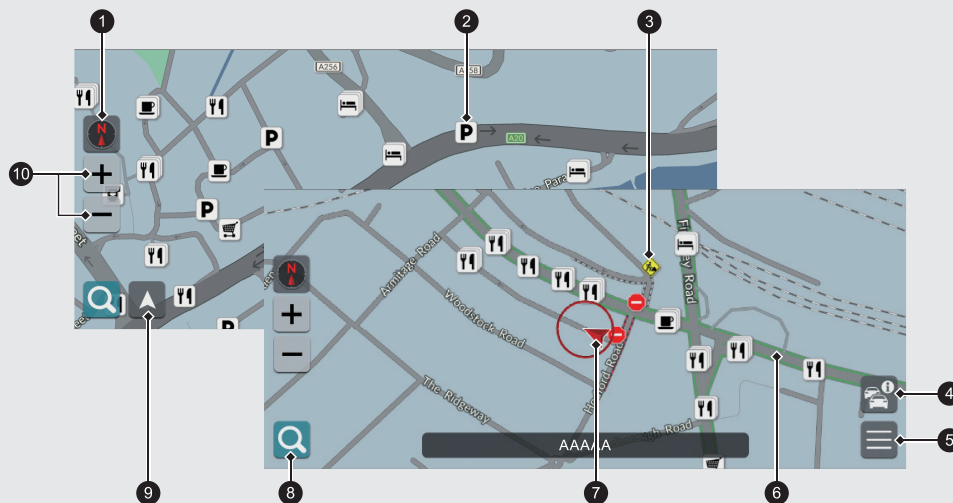 1
2
3
A256
A258
N
P
P
A20
10
+
−
P
Armitage Road
N
Woodstock Road
+
−
P
The Ridgeway
i
4
AAAAA
5
9
8
7
6